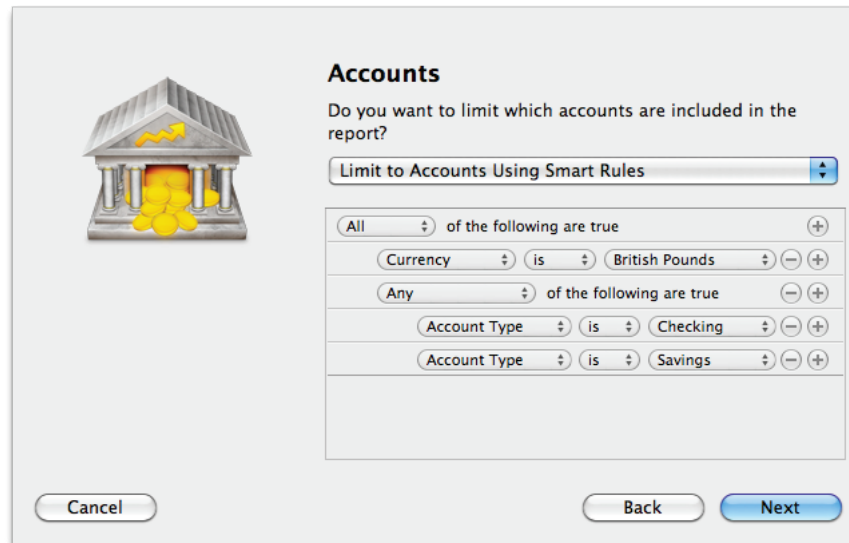 Accounts
Do you want to limit which accounts are included in the
report?
Limit to Accounts Using Smart Rules
All of the following are true
Currency is British Pounds
Any of the following are true
Account Type is Checking
Account Type is Savings
Cancel Back Next